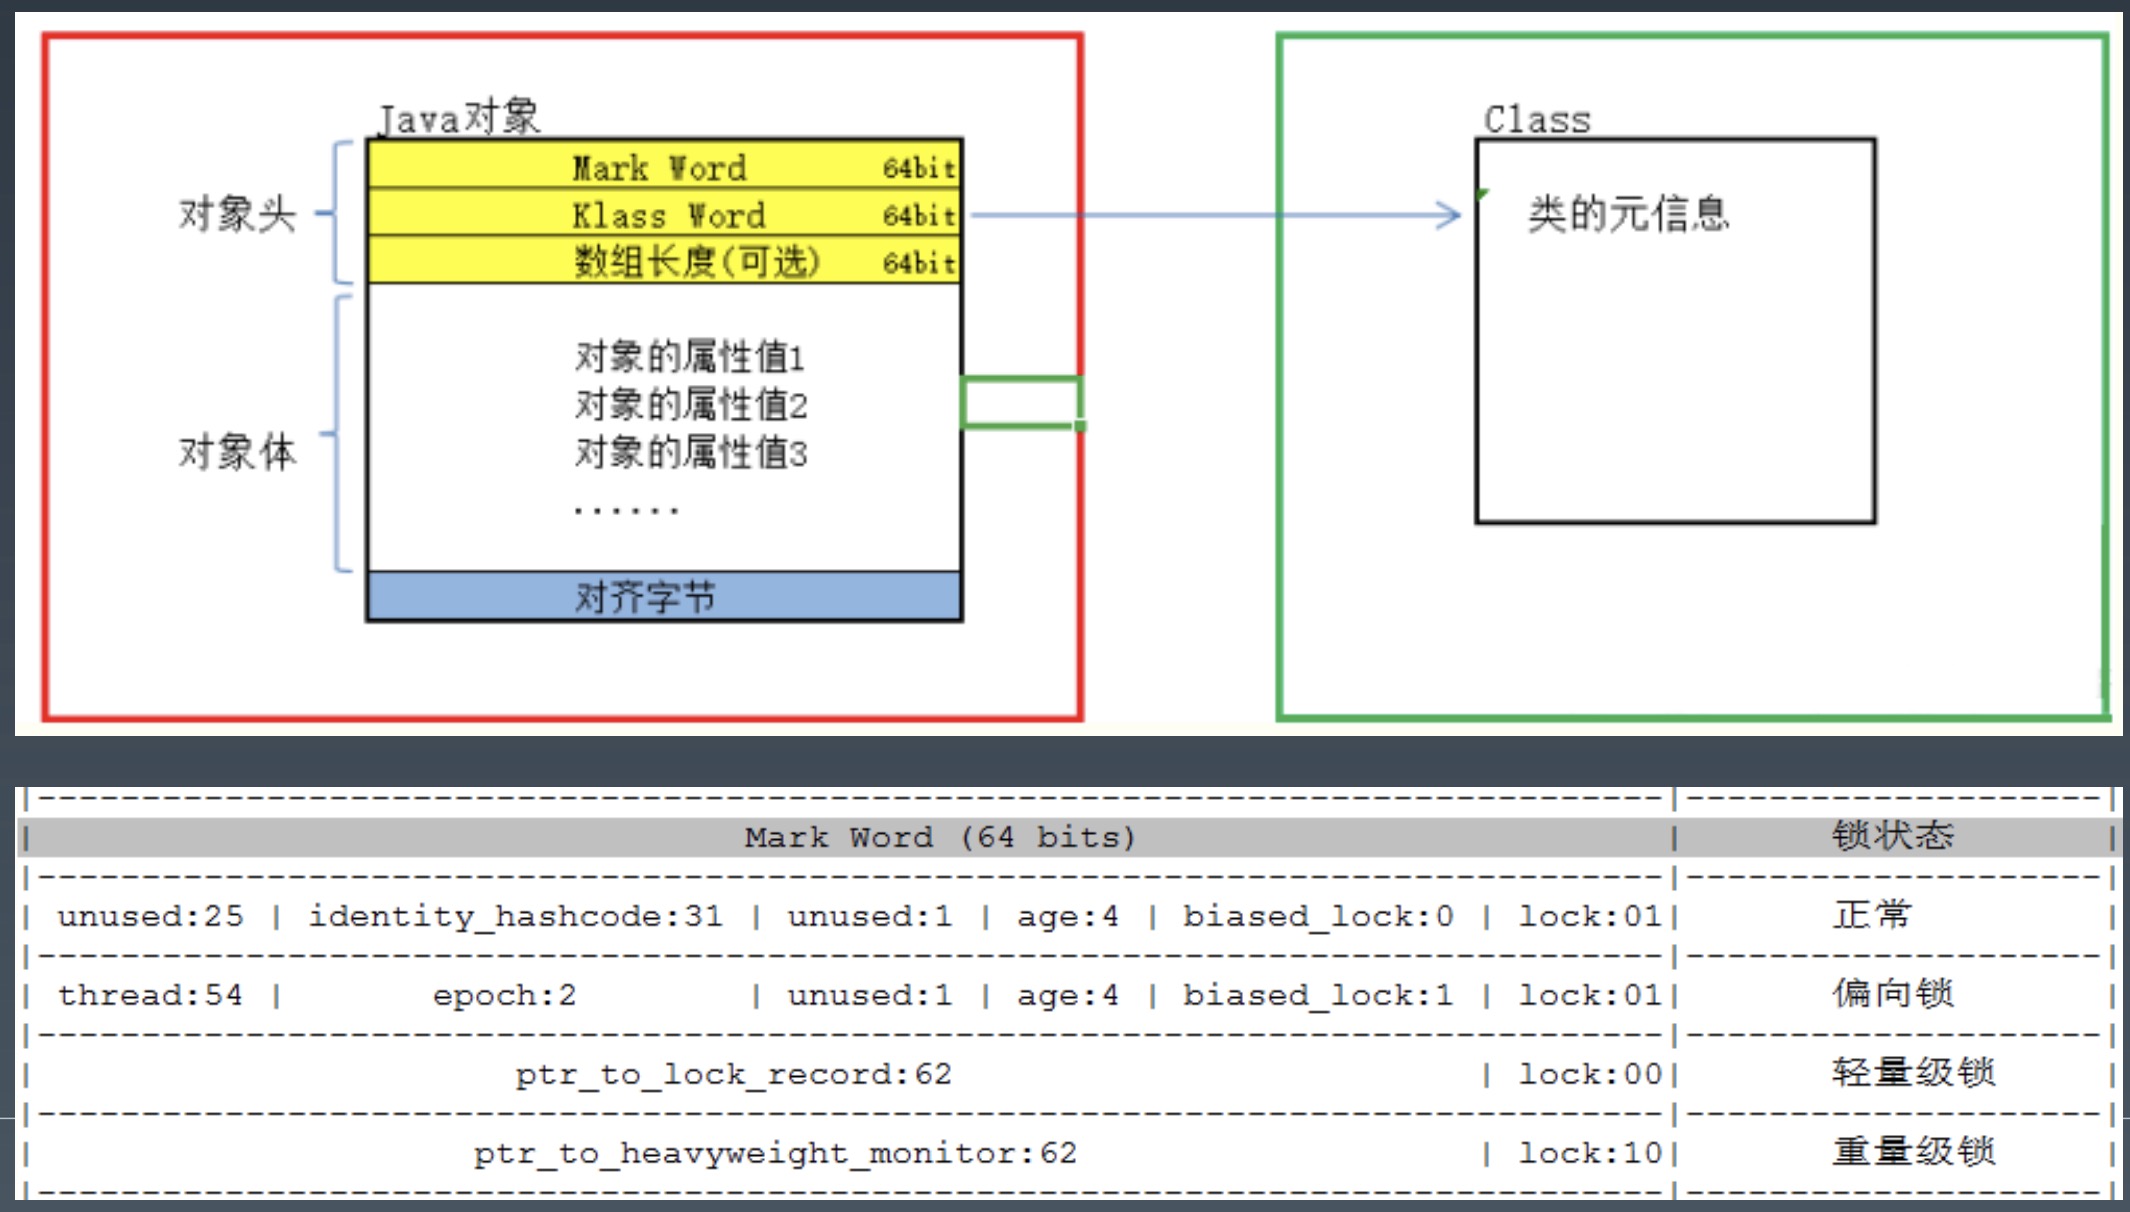 Java对象
Class
对象头
Mark Word 64bit
Klass Word 64bit
数组长度(可选) 64bit
类的元信息
对象体
对象的属性值1
对象的属性值2
对象的属性值3
......
对齐字节
Mark Word (64 bits) | 锁状态
unused:25 | identity_hashcode:31 | unused:1 | age:4 | biased_lock:0 | lock:01| 正常
thread:54 | epoch:2 | unused:1 | age:4 | biased_lock:1 | lock:01| 偏向锁
ptr_to_lock_record:62 | lock:00| 轻量级锁
ptr_to_heavyweight_monitor:62 | lock:10| 重量级锁